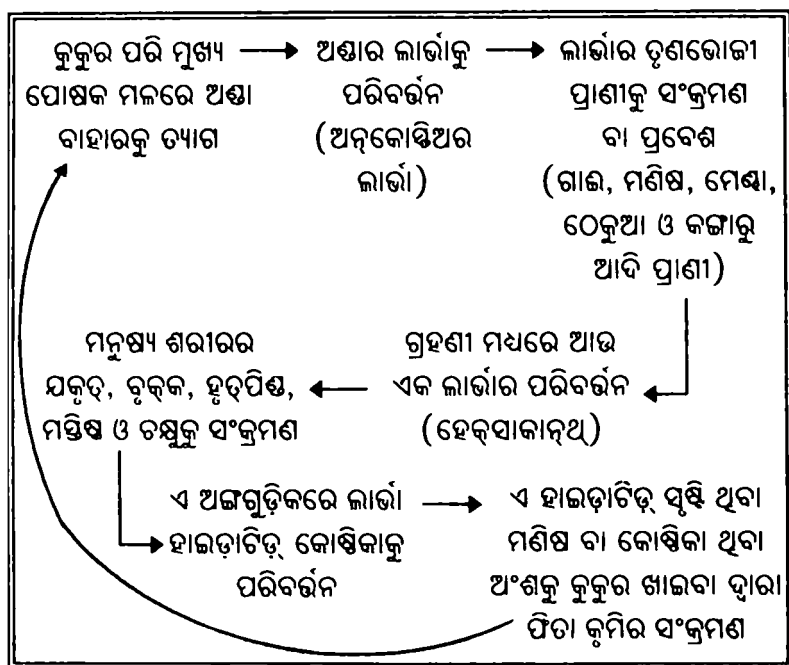 କୁକୁର ପରି ମୁଖ୍ୟ
ପୋଷକ ମଳରେ ଅଣ୍ଡା
ବାହାରକୁ ତ୍ୟାଗ
ଅଣ୍ଡାର ଲାର୍ଭାକୁ
ପରିବର୍ତ୍ତନ
(ଅନ୍‌କୋଷ୍ଟିଅର
ଲାର୍ଭା)
ଲାର୍ଭାର ତୃଣଭୋଜୀ
ପ୍ରାଣୀକୁ ସଂକ୍ରମଣ
ବା ପ୍ରବେଶ
(ଗାଈ, ମଣିଷ, ମେଣ୍ଢା,
ଠେକୁଆ ଓ କଙ୍ଗାରୁ
ଆଦି ପ୍ରାଣୀ)
ଗ୍ରହଣୀ ମଧ୍ୟରେ ଆଉ
ଏକ ଲାର୍ଭାର ପରିବର୍ତ୍ତନ
(ହେକ୍‌ସାକାନ୍‌ଥ୍)
ମନୁଷ୍ୟ ଶରୀରର
ଯକୃତ୍, ବୃକ୍‌କ, ହୃତ୍‌ପିଣ୍ଡ,
ମସ୍ତିଷ୍କ ଓ ଚକ୍ଷୁକୁ ସଂକ୍ରମଣ
ଏ ଅଙ୍ଗଗୁଡ଼ିକରେ ଲାର୍ଭା
ହାଇଡ଼ାଟିଡ୍ କୋଷ୍ଠିକାକୁ
ପରିବର୍ତ୍ତନ
ଏ ହାଇଡ଼ାଟିଡ୍ ସୃଷ୍ଟି ଥିବା
ମଣିଷ ବା କୋଷ୍ଠିକା ଥିବା
ଅଂଶକୁ କୁକୁର ଖାଇବା ଦ୍ୱାରା
ଫିତା କୃମିର ସଂକ୍ରମଣ